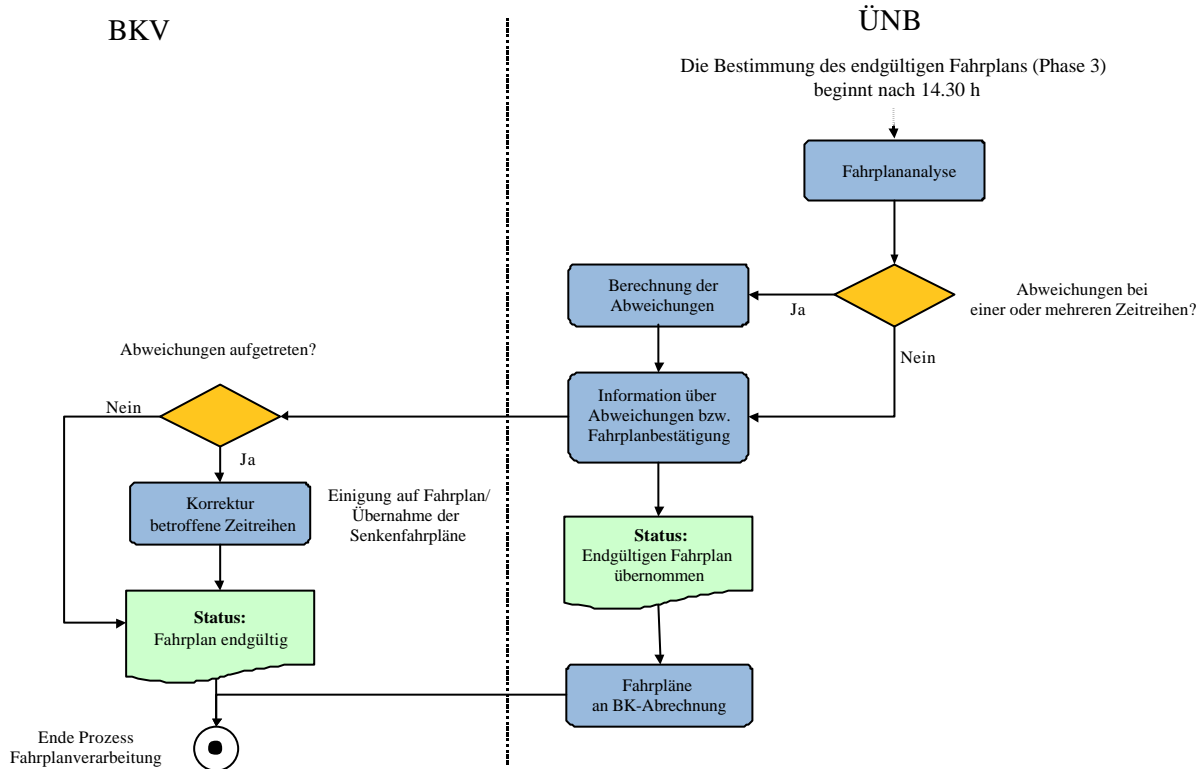 BKV
ÜNB
Die Bestimmung des endgültigen Fahrplans (Phase 3)
beginnt nach 14.30 h
Fahrplananalyse
Berechnung der
Abweichungen
Ja
Abweichungen bei
einer oder mehreren Zeitreihen?
Nein
Abweichungen aufgetreten?
Information über
Abweichungen bzw.
Fahrplanbestätigung
Nein
Ja
Korrektur
betroffene Zeitreihen
Einigung auf Fahrplan/
Übernahme der
Senkenfahrpläne
Status:
Endgültigen Fahrplan
übernommen
Status:
Fahrplan endgültig
Fahrpläne
an BK-Abrechnung
Ende Prozess
Fahrplanverarbeitung